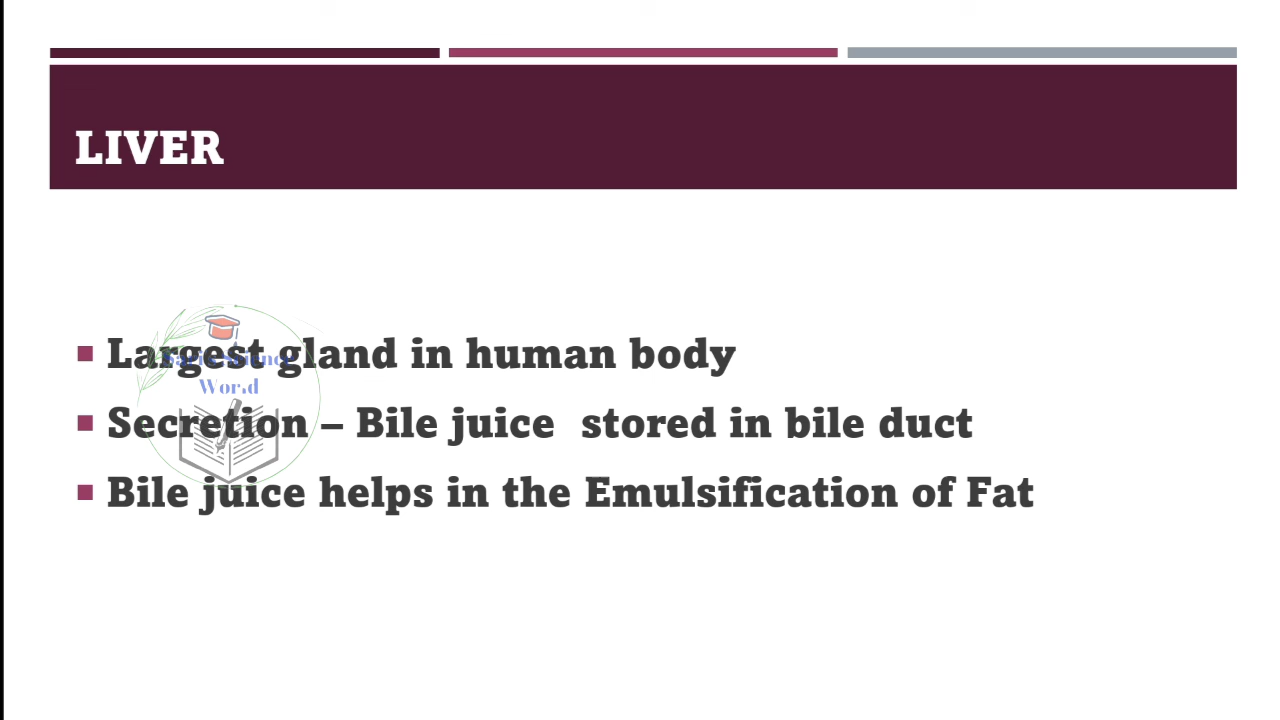 LIVER
Largest gland in human body
World
Secretion – Bile juice stored in bile duct
Bile juice helps in the Emulsification of Fat